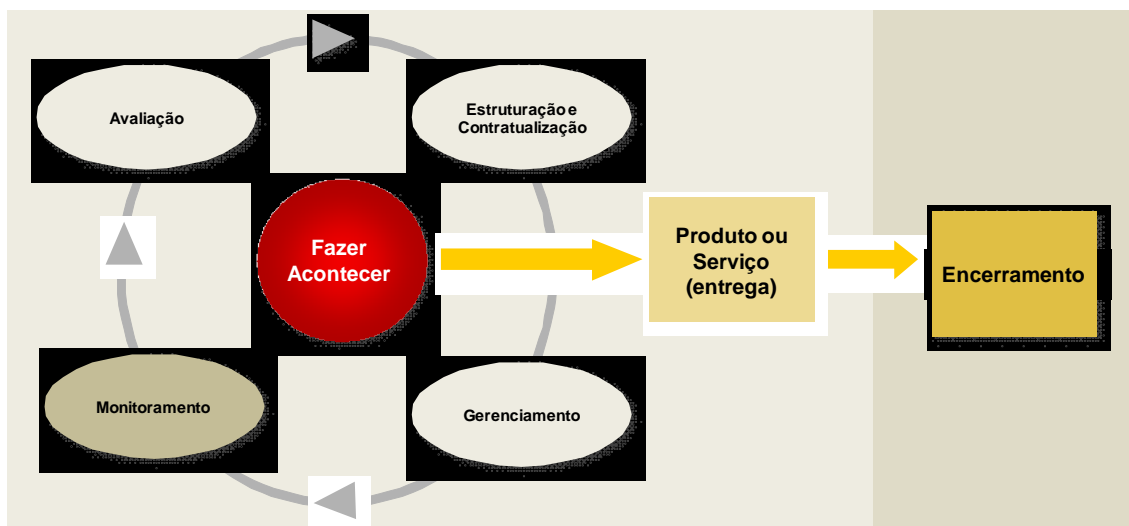 Avaliação
Estruturação e
Contratualização
Fazer
Acontecer
Produto ou
Serviço
(entrega)
Encerramento
Monitoramento
Gerenciamento